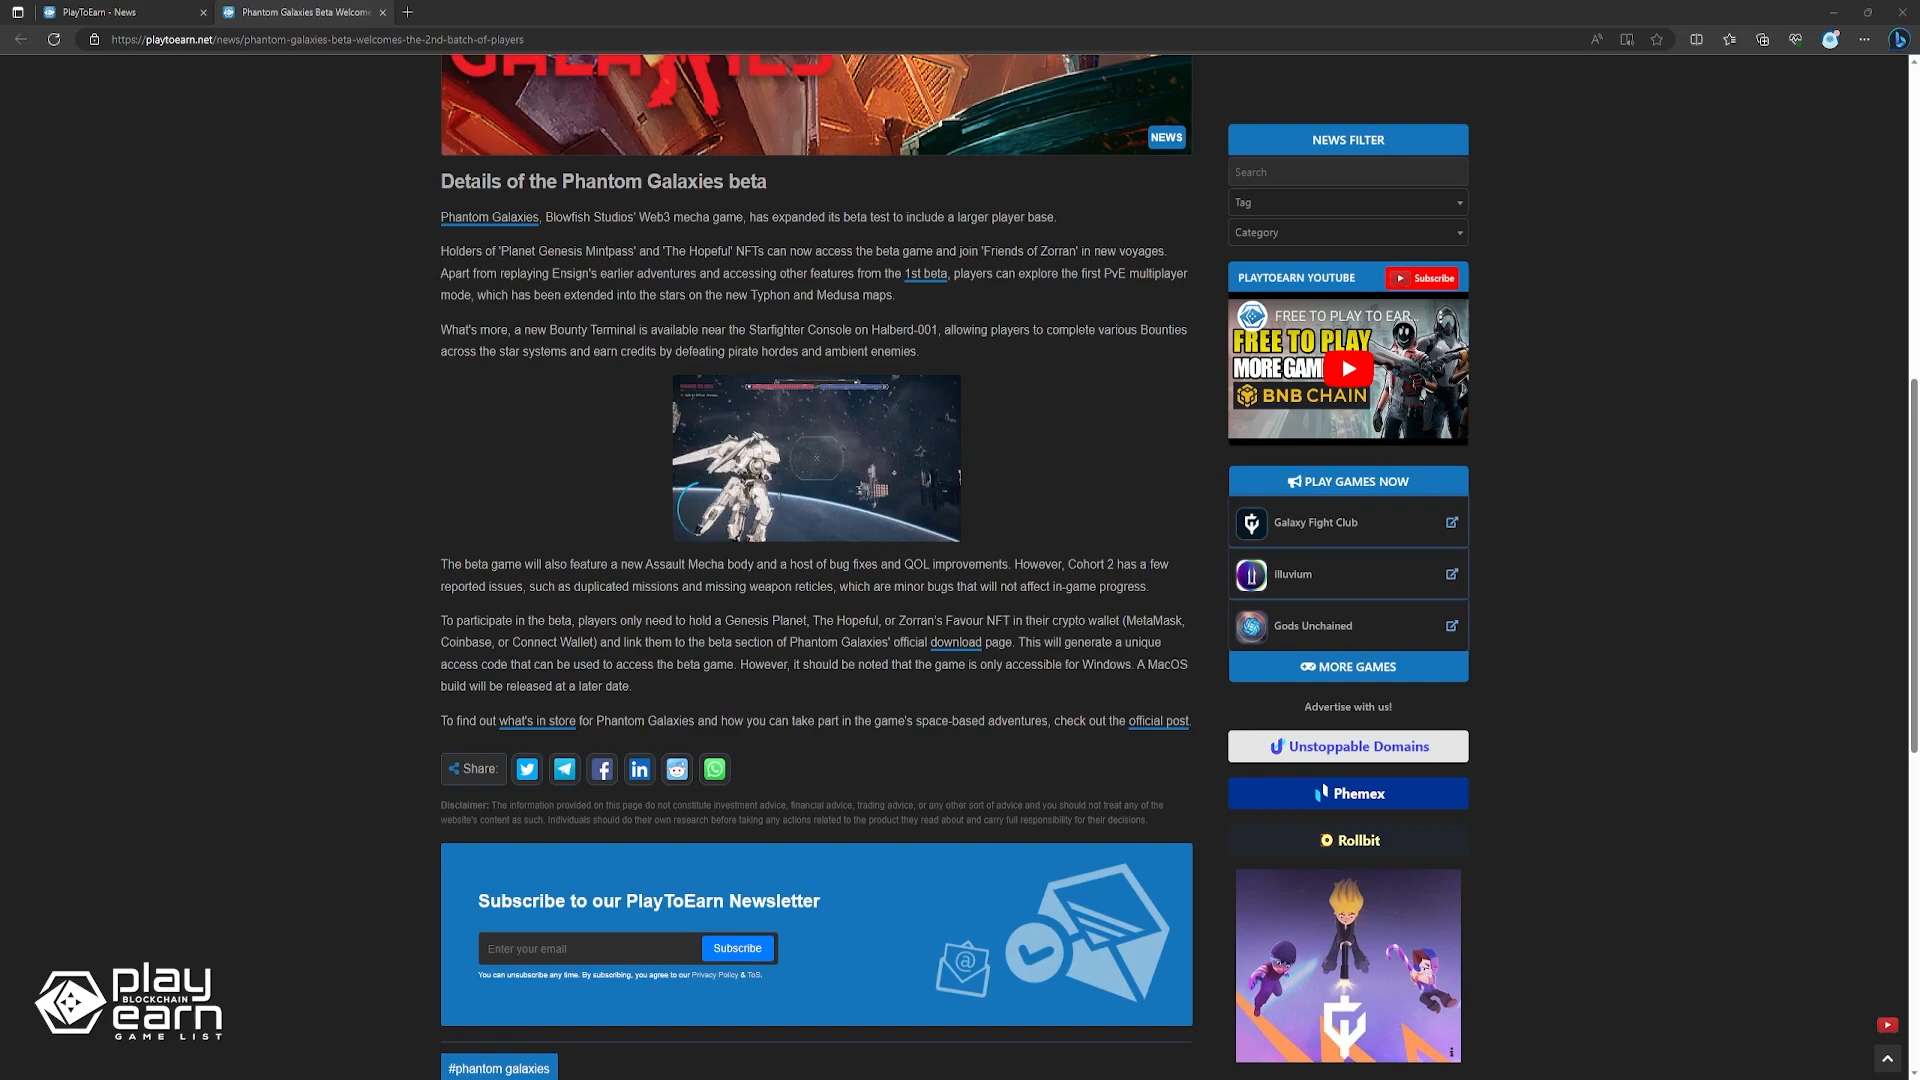 PlayToEarn - News
Phantom Galaxies Beta Welcome
https://playtoearn.net/news/phantom-galaxies-beta-welcomes-the-2nd-batch-of-players
GALAXIES
NEWS
Details of the Phantom Galaxies beta
Phantom Galaxies, Blowfish Studios' Web3 mecha game, has expanded its beta test to include a larger player base.
Holders of 'Planet Genesis Mintpass' and 'The Hopeful' NFTs can now access the beta game and join 'Friends of Zorran' in new voyages.
Apart from replaying Ensign's earlier adventures and accessing other features from the 1st beta, players can explore the first PvE multiplayer
mode, which has been extended into the stars on the new Typhon and Medusa maps.
What's more, a new Bounty Terminal is available near the Starfighter Console on Halberd-001, allowing players to complete various Bounties
across the star systems and earn credits by defeating pirate hordes and ambient enemies.
The beta game will also feature a new Assault Mecha body and a host of bug fixes and QOL improvements. However, Cohort 2 has a few
reported issues, such as duplicated missions and missing weapon reticles, which are minor bugs that will not affect in-game progress.
To participate in the beta, players only need to hold a Genesis Planet, The Hopeful, or Zorran's Favour NFT in their crypto wallet (MetaMask,
Coinbase, or Connect Wallet) and link them to the beta section of Phantom Galaxies' official download page. This will generate a unique
access code that can be used to access the beta game. However, it should be noted that the game is only accessible for Windows. A MacOS
build will be released at a later date.
To find out what's in store for Phantom Galaxies and how you can take part in the game's space-based adventures, check out the official post.
Share:
Disclaimer: The information provided on this page do not constitute investment advice, financial advice, trading advice, or any other sort of advice and you should not treat any of the
website's content as such. Individuals should do their own research before taking any actions related to the product they read about and carry full responsibility for their decisions.
Subscribe to our PlayToEarn Newsletter
Enter your email
Subscribe
You can unsubscribe any time. By subscribing, you agree to our Privacy Policy & ToS.
#phantom galaxies
NEWS FILTER
Search
Tag
Category
PLAYTOEARN YOUTUBE
Subscribe
FREE TO PLAY TO EAR...
FREE TO PLAY
MORE GAM
BNB CHAIN
PLAY GAMES NOW
Galaxy Fight Club
illuvium
Gods Unchained
MORE GAMES
Advertise with us!
Unstoppable Domains
Phemex
Rollbit
play
BLOCKCHAIN
earn
GAME LIST